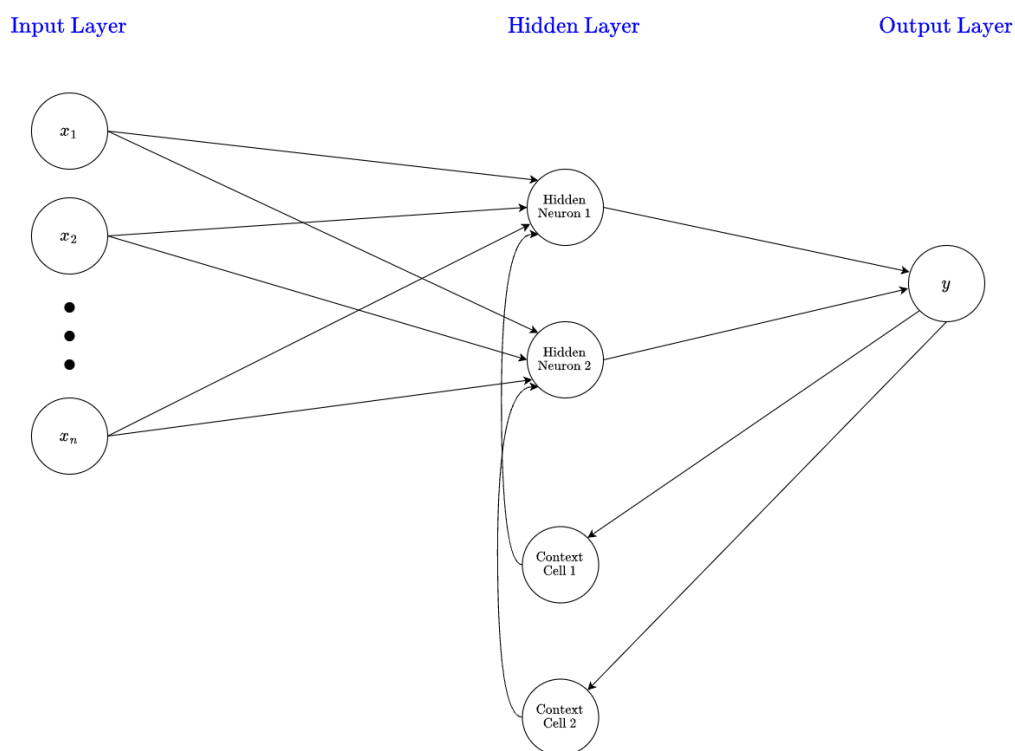 Input Layer
Hidden Layer
Output Layer
x₁
x₂
xₙ
Hidden
Neuron 1
Hidden
Neuron 2
y
Context
Cell 1
Context
Cell 2